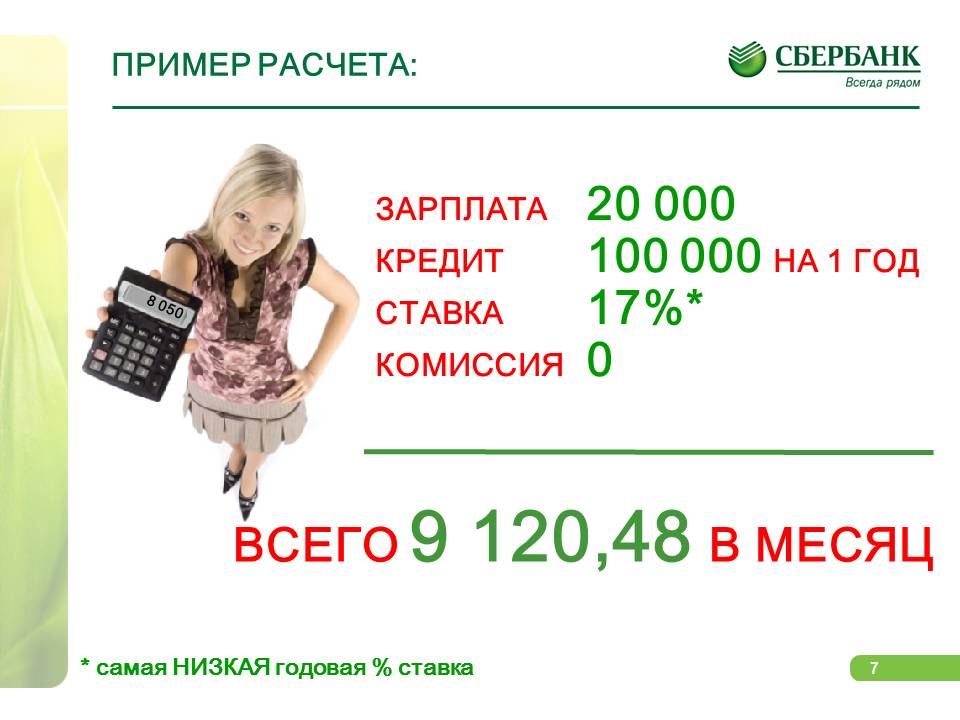 ПРИМЕР РАСЧЕТА:
СБЕРБАНК
Всегда рядом
ЗАРПЛАТА 20 000
КРЕДИТ 100 000 НА 1 ГОД
СТАВКА 17%*
КОМИССИЯ 0
8 050
ВСЕГО 9 120,48 В МЕСЯЦ
* самая НИЗКАЯ годовая % ставка
7